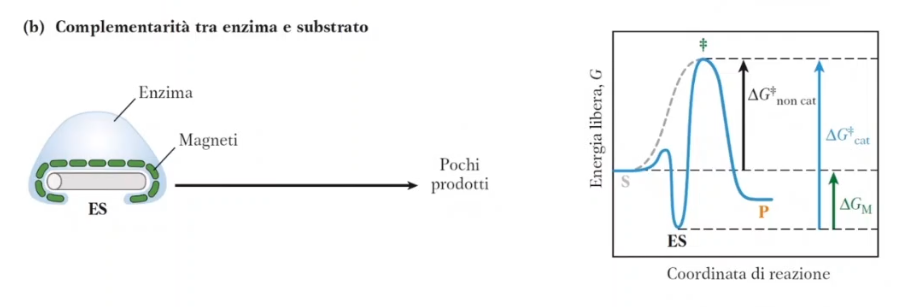 (b) Complementarità tra enzima e substrato
Enzima
Magneti
ES
Pochi
prodotti
Energia libera, G
‡
ΔG‡non cat
ΔG‡cat
S
P
ΔGM
ES
Coordinata di reazione